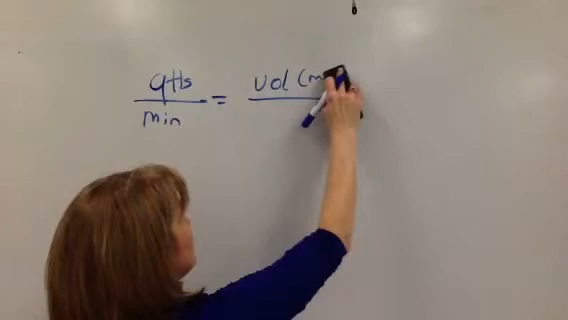 gtts = vol (m
min